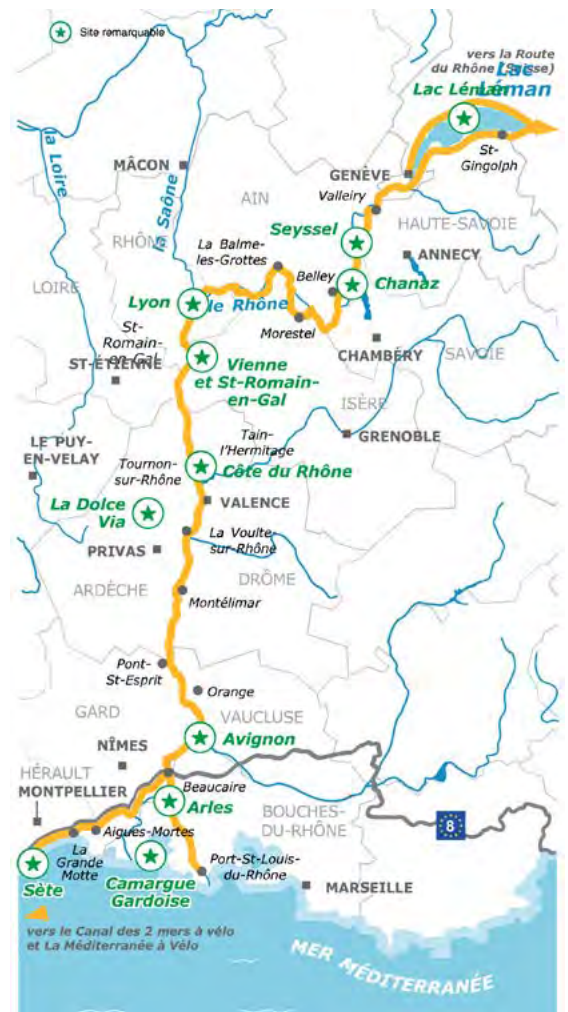 Site remarquable
vers la Route
du Rhône (Suisse)
Lac
Léman
Lac Léman
la Loire
la Saône
MÂCON
GENÈVE
St-
Gingolph
AIN
Valleiry
HAUTE-SAVOIE
RHÔNE
Seyssel
La Balme-
les-Grottes
ANNECY
LOIRE
Belley
Chanaz
Lyon
le Rhône
Morestel
St-
Romain-
en-Gal
CHAMBÉRY
SAVOIE
ST-ÉTIENNE
Vienne
et St-Romain-
en-Gal
ISÈRE
GRENOBLE
LE PUY-
EN-VELAY
Tain-
l'Hermitage
Tournon-
sur-Rhône
Côte du Rhône
La Dolce
Via
VALENCE
La Voulte-
sur-Rhône
PRIVAS
ARDÈCHE
DRÔME
Montélimar
Pont-
St-Esprit
Orange
GARD
VAUCLUSE
Avignon
NÎMES
HÉRAULT
MONTPELLIER
Beaucaire
Arles
BOUCHES-
DU-RHÔNE
8
Aigues-Mortes
La
Grande
Motte
Sète
Camargue
Gardoise
Port-St-Louis-
du-Rhône
MARSEILLE
vers le Canal des 2 mers à vélo
et La Méditerranée à Vélo
MER MÉDITERRANÉE